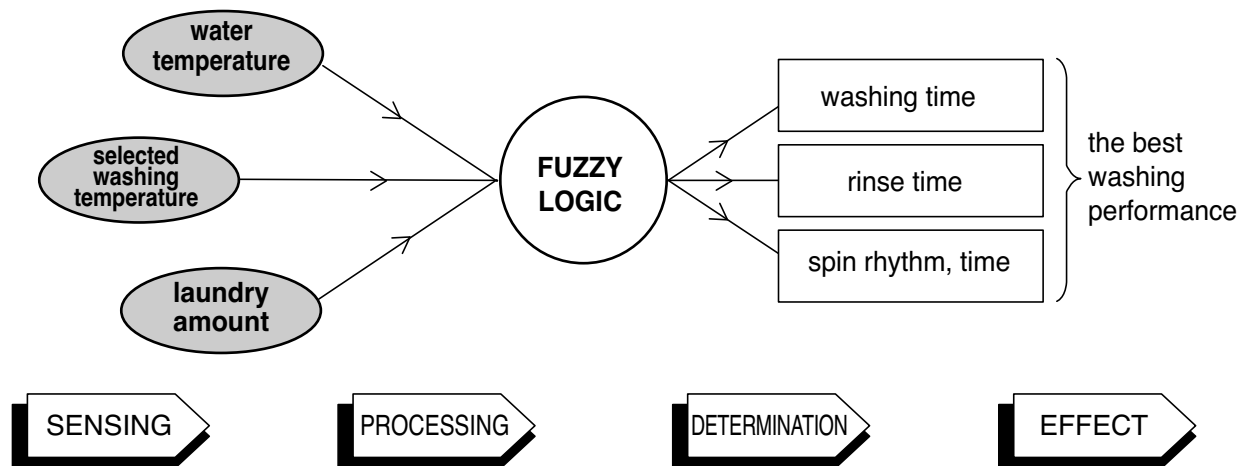 water
temperature
selected
washing
temperature
laundry
amount
FUZZY
LOGIC
washing time
rinse time
spin rhythm, time
the best
washing
performance
SENSING
PROCESSING
DETERMINATION
EFFECT